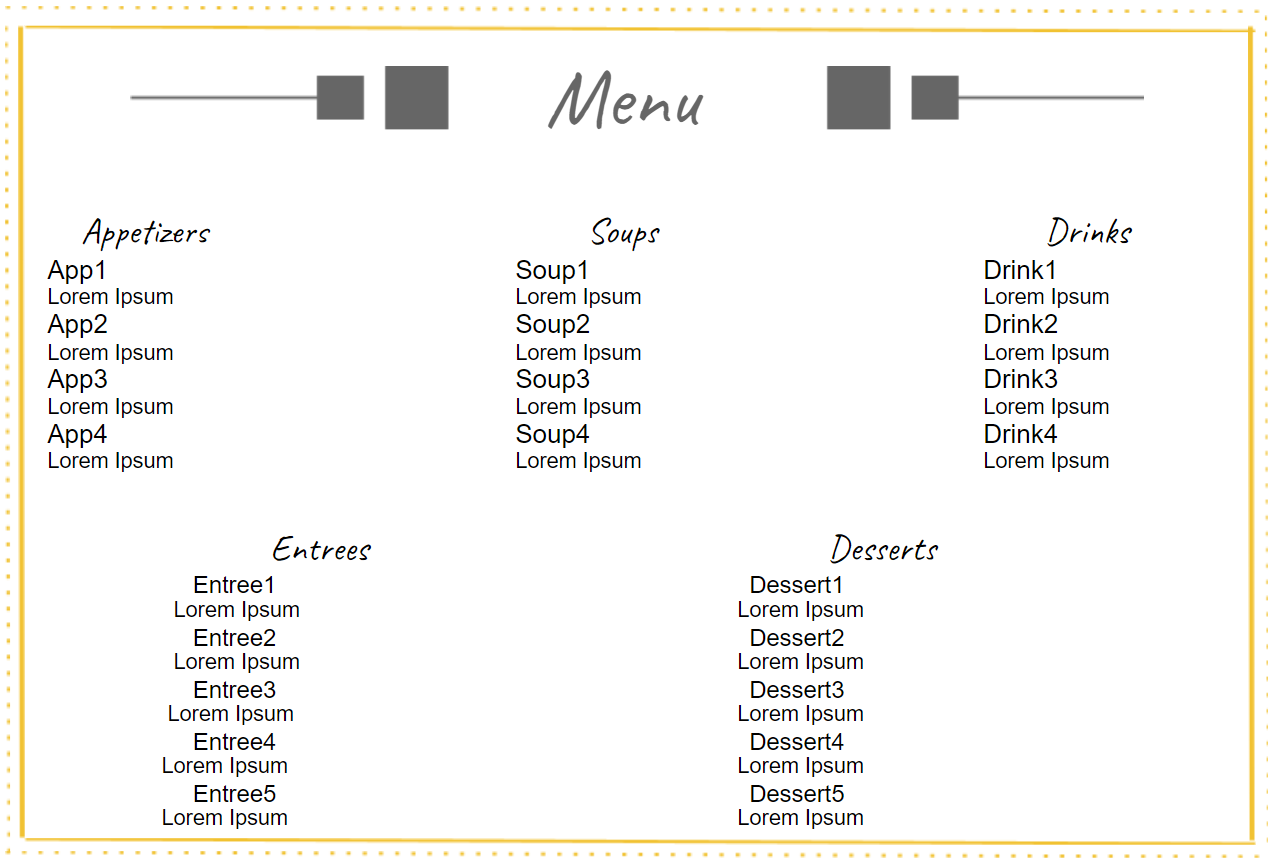 Menu
Appetizers
App1
Lorem Ipsum
App2
Lorem Ipsum
App3
Lorem Ipsum
App4
Lorem Ipsum
Soups
Soup1
Lorem Ipsum
Soup2
Lorem Ipsum
Soup3
Lorem Ipsum
Soup4
Lorem Ipsum
Drinks
Drink1
Lorem Ipsum
Drink2
Lorem Ipsum
Drink3
Lorem Ipsum
Drink4
Lorem Ipsum
Entrees
Entree1
Lorem Ipsum
Entree2
Lorem Ipsum
Entree3
Lorem Ipsum
Entree4
Lorem Ipsum
Entree5
Lorem Ipsum
Desserts
Dessert1
Lorem Ipsum
Dessert2
Lorem Ipsum
Dessert3
Lorem Ipsum
Dessert4
Lorem Ipsum
Dessert5
Lorem Ipsum